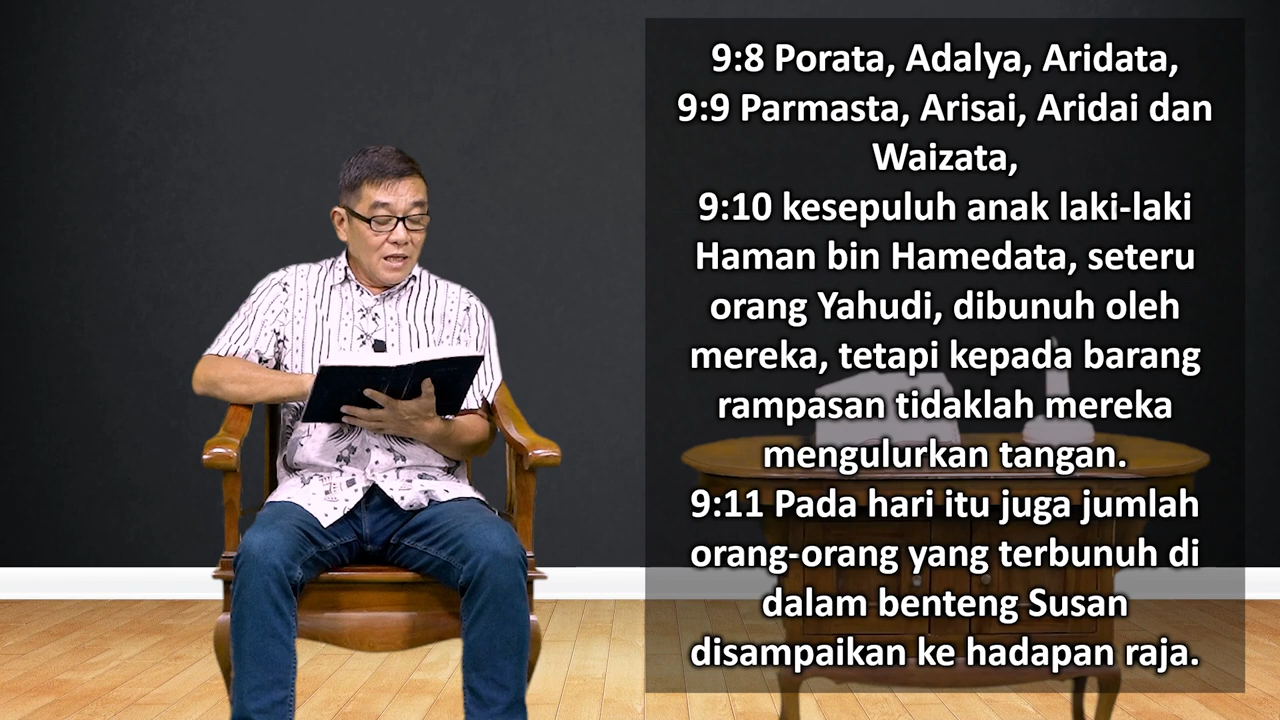 9:8 Porata, Adalya, Aridata,
9:9 Parmasta, Arisai, Aridai dan
Waizata,
9:10 kesepuluh anak laki-laki
Haman bin Hamedata, seteru
orang Yahudi, dibunuh oleh
mereka, tetapi kepada barang
rampasan tidaklah mereka
mengulurkan tangan.
9:11 Pada hari itu juga jumlah
orang-orang yang terbunuh di
dalam benteng Susan
disampaikan ke hadapan raja.